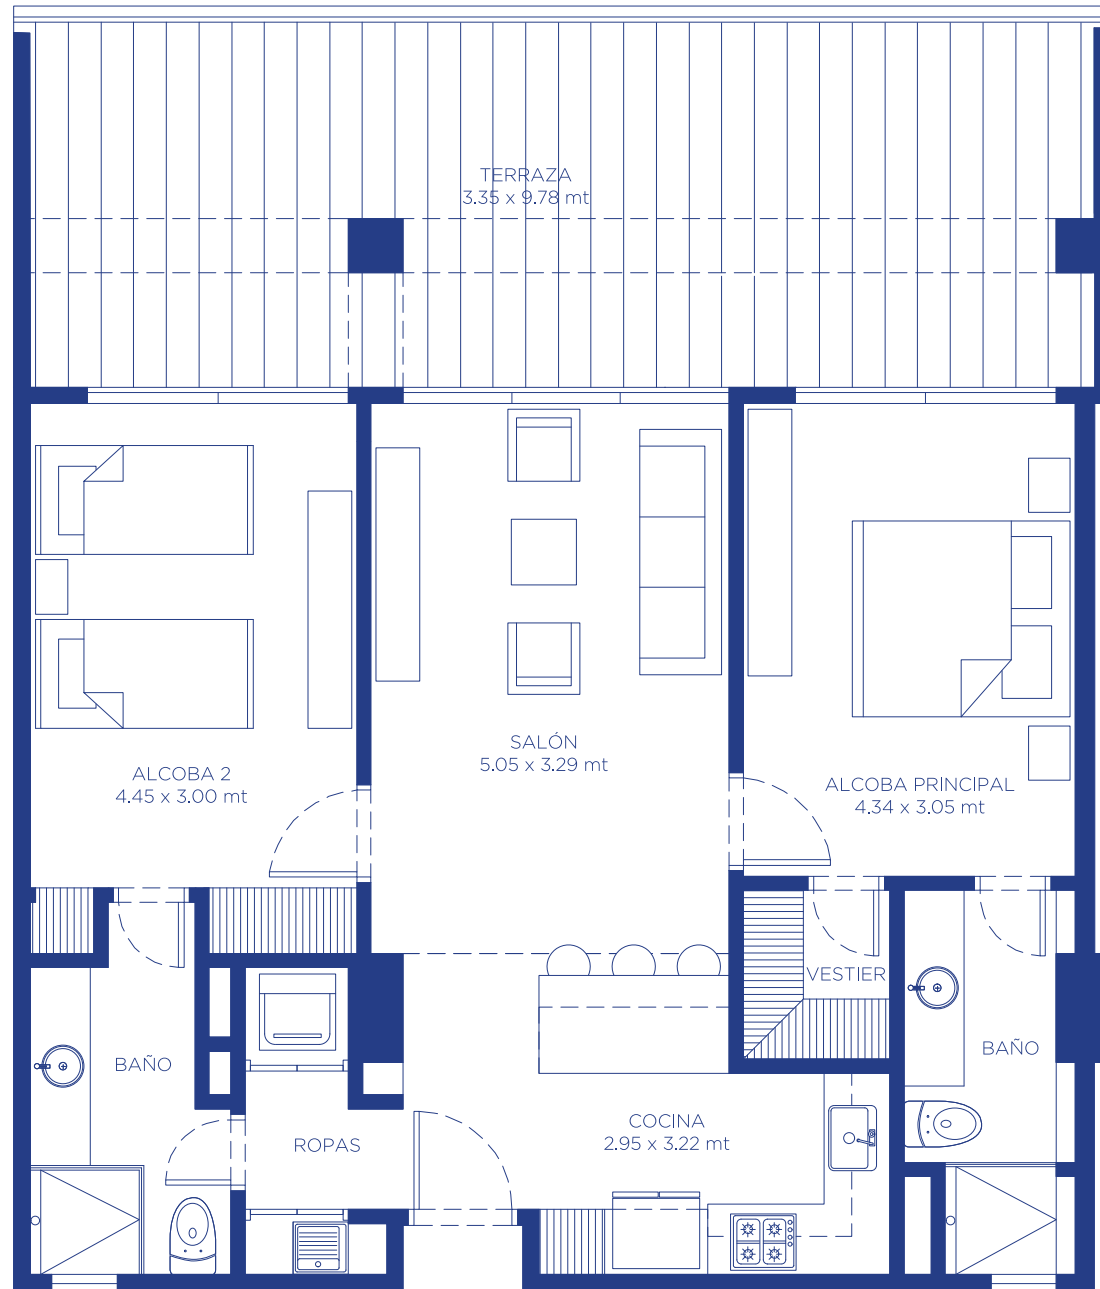 TERRAZA
3.35 x 9.78 mt
SALÓN
5.05 x 3.29 mt
ALCOBA 2
4.45 x 3.00 mt
ALCOBA PRINCIPAL
4.34 x 3.05 mt
VESTIER
BAÑO
BAÑO
ROPAS
COCINA
2.95 x 3.22 mt